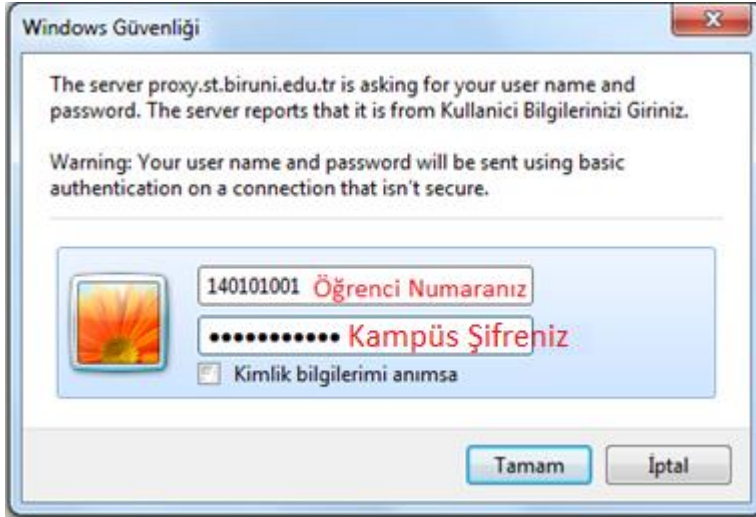 Windows Güvenliği
The server proxy.st.biruni.edu.tr is asking for your user name and
password. The server reports that it is from Kullanici Bilgilerinizi Giriniz.
Warning: Your user name and password will be sent using basic
authentication on a connection that isn't secure.
140101001 Öğrenci Numaranız
●●●●●●●●●●● Kampüs Şifreniz
Kimlik bilgilerimi anımsa
Tamam İptal